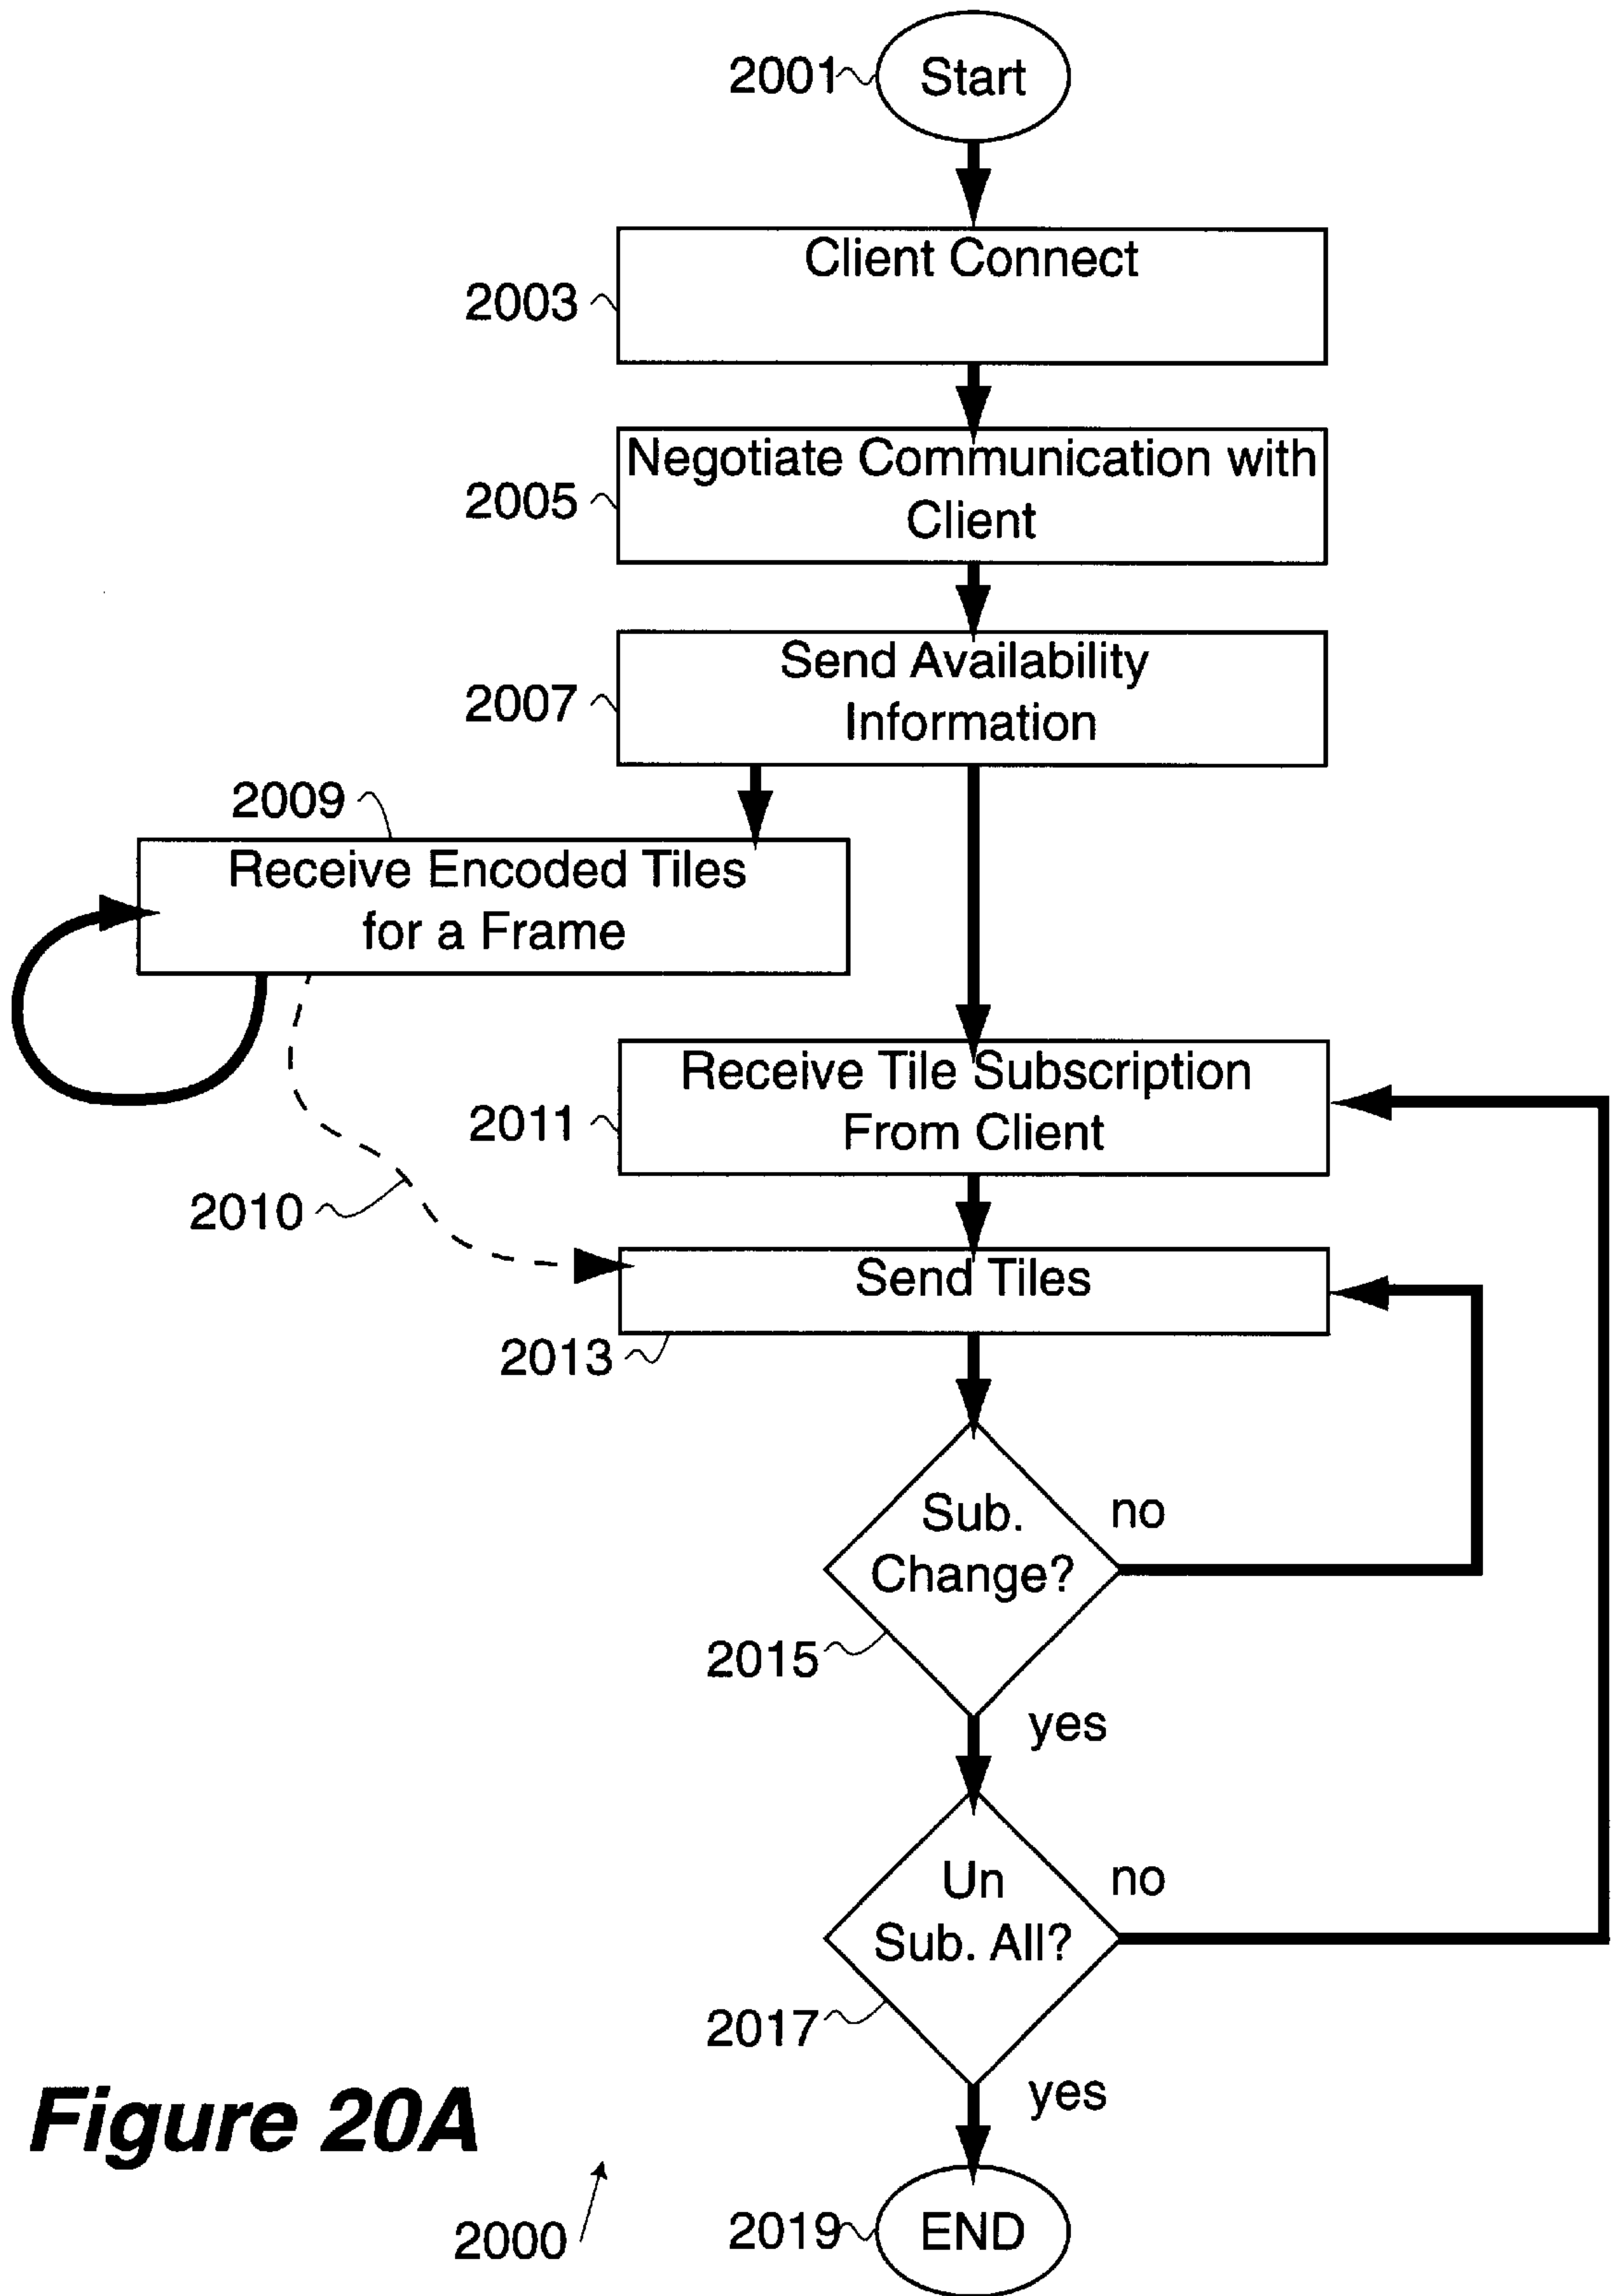 2001
Start
Client Connect
2003
Negotiate Communication with
2005
Client
Send Availability
2007
Information
2009
Receive Encoded Tiles
for a Frame
Receive Tile Subscription
2011
From Client
2010
Send Tiles
2013
Sub.
no
Change?
2015
yes
Un
no
Sub. All?
2017
yes
Figure 20A
2000
2019
END